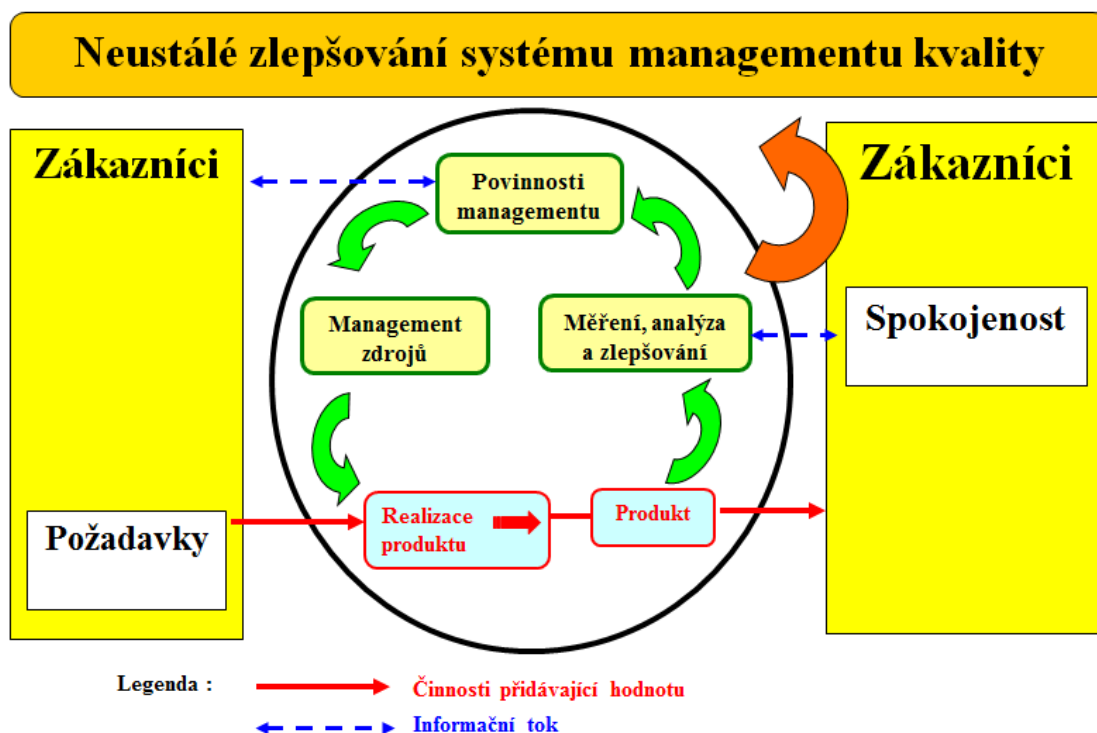 Neustálé zlepšování systému managementu kvality
Zákazníci
Zákazníci
Povinnosti
managementu
Management
zdrojů
Měření, analýza
a zlepšování
Spokojenost
Požadavky
Realizace
produktu
Produkt
Legenda :
Činnosti přidávající hodnotu
Informační tok